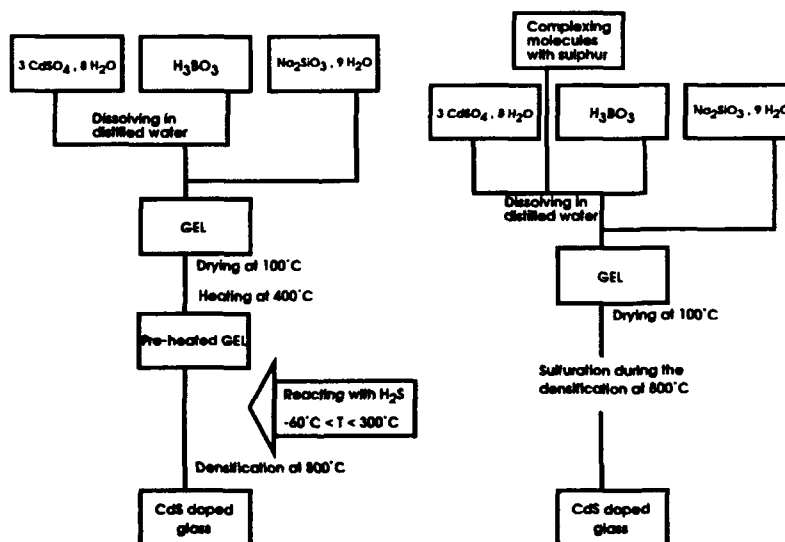 3 CdSO4 . 8 H2O
H3BO3
Na2SiO3 . 9 H2O
Dissolving in
distilled water
GEL
Drying at 100°C
Heating at 400°C
Pre-heated GEL
Reacting with H2S
-60°C < T < 300°C
Densification at 800°C
CdS doped
glass
Complexing
molecules
with sulphur
3 CdSO4 . 8 H2O
H3BO3
Na2SiO3 . 9 H2O
Dissolving in
distilled water
GEL
Drying at 100°C
Sulfuration during the
densification at 800°C
CdS doped
glass